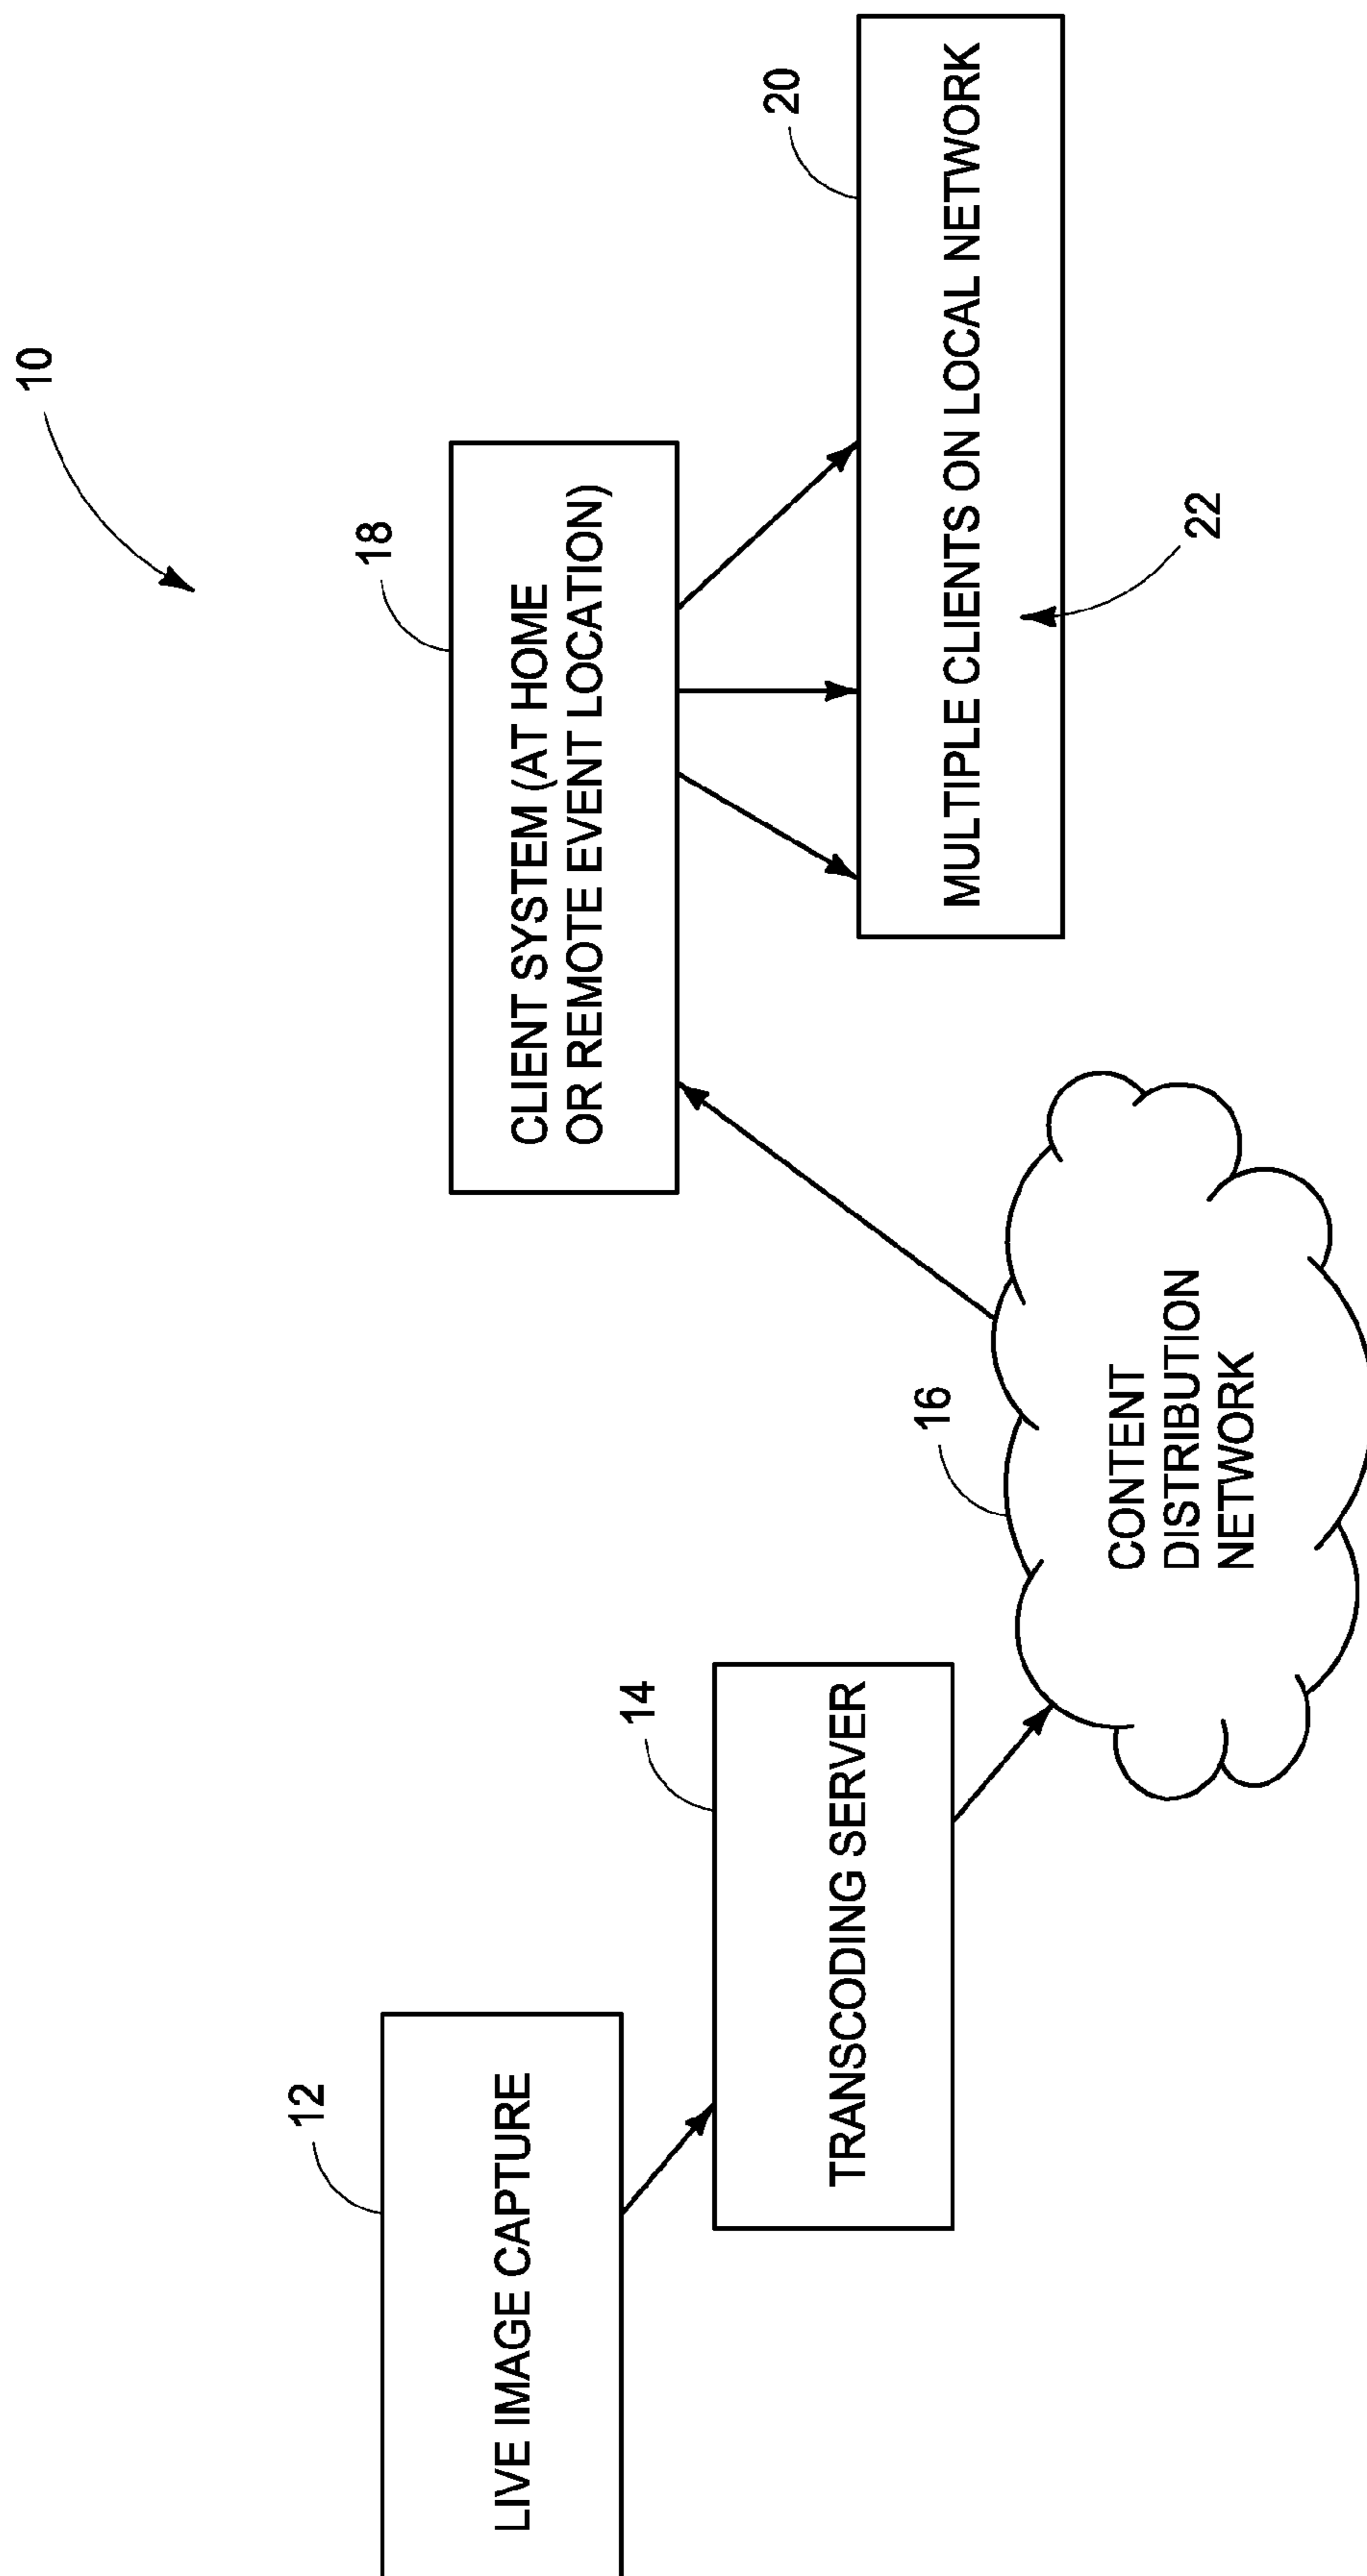 10
12
LIVE IMAGE CAPTURE
14
TRANSCODING SERVER
16
CONTENT
DISTRIBUTION
NETWORK
18
CLIENT SYSTEM (AT HOME
OR REMOTE EVENT LOCATION)
20
MULTIPLE CLIENTS ON LOCAL NETWORK
22